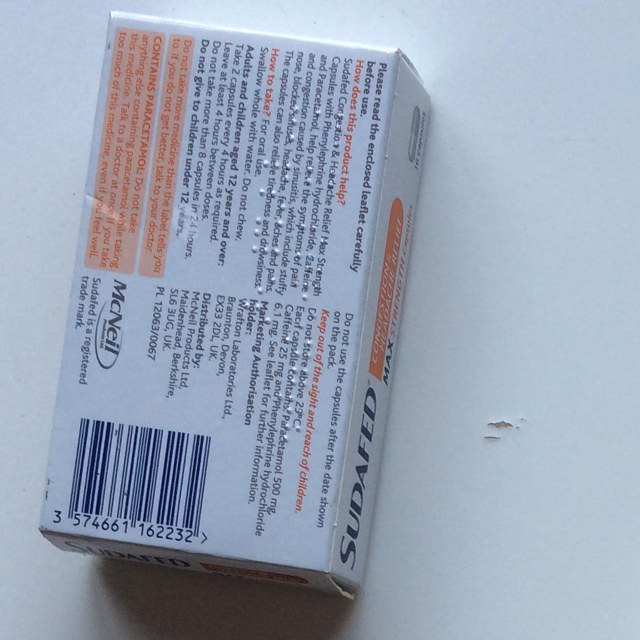 Please read the enclosed leaflet carefully
before use.
How does this product help?
Sudafed Congestion & Headache Relief Max Strength
Capsules with Phenylephrine hydrochloride, Caffeine
and Paracetamol, help relieve the symptoms of pain
and congestion caused by sinusitis, which include stuffy
nose, blocked sinus, headache, fever, aches and pains.
The capsules can also relieve tiredness and drowsiness.
How to take? For oral use.
Swallow whole with water. Do not chew.
Adults and children aged 12 years and over:
Take 2 capsules every 4 hours as required.
Leave at least 4 hours between doses.
Do not take more than 8 capsules in 24 hours.
Do not give to children under 12 years.
Do not take more medicine than the label tells you
to. If you do not get better, talk to your doctor.
CONTAINS PARACETAMOL: Do not take
anything else containing paracetamol while taking
this medicine. Talk to a doctor at once if you take
too much of this medicine, even if you feel well.
Do not use the capsules after the date shown
on the pack.
Keep out of the sight and reach of children.
Do not store above 25°C.
Each capsule contains Paracetamol 500 mg,
Caffeine 25 mg and Phenylephrine hydrochloride
6.1 mg. See leaflet for further information.
Marketing Authorisation
Holder:
Wrafton Laboratories Ltd.,
Braunton, Devon,
EX33 2DL, UK.
Distributed by:
McNeil Products Ltd.
Maidenhead, Berkshire,
SL6 3UG, UK.
PL 12063/0067
McNeil
Sudafed is a registered
trade mark.
3 574661 162232 >
SUDAFED™
SUDAFED